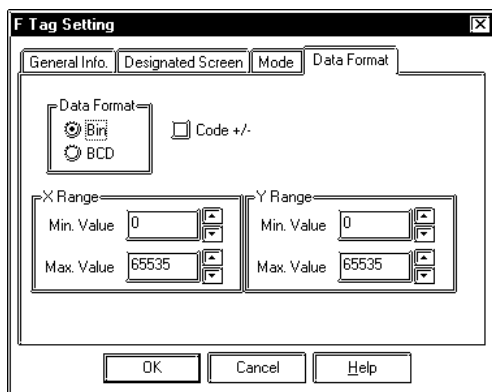 F Tag Setting
General Info. Designated Screen Mode Data Format
Data Format
Bin Code +/-
BCD
X Range Y Range
Min. Value 0 Min. Value 0
Max. Value 65535 Max. Value 65535
OK Cancel Help